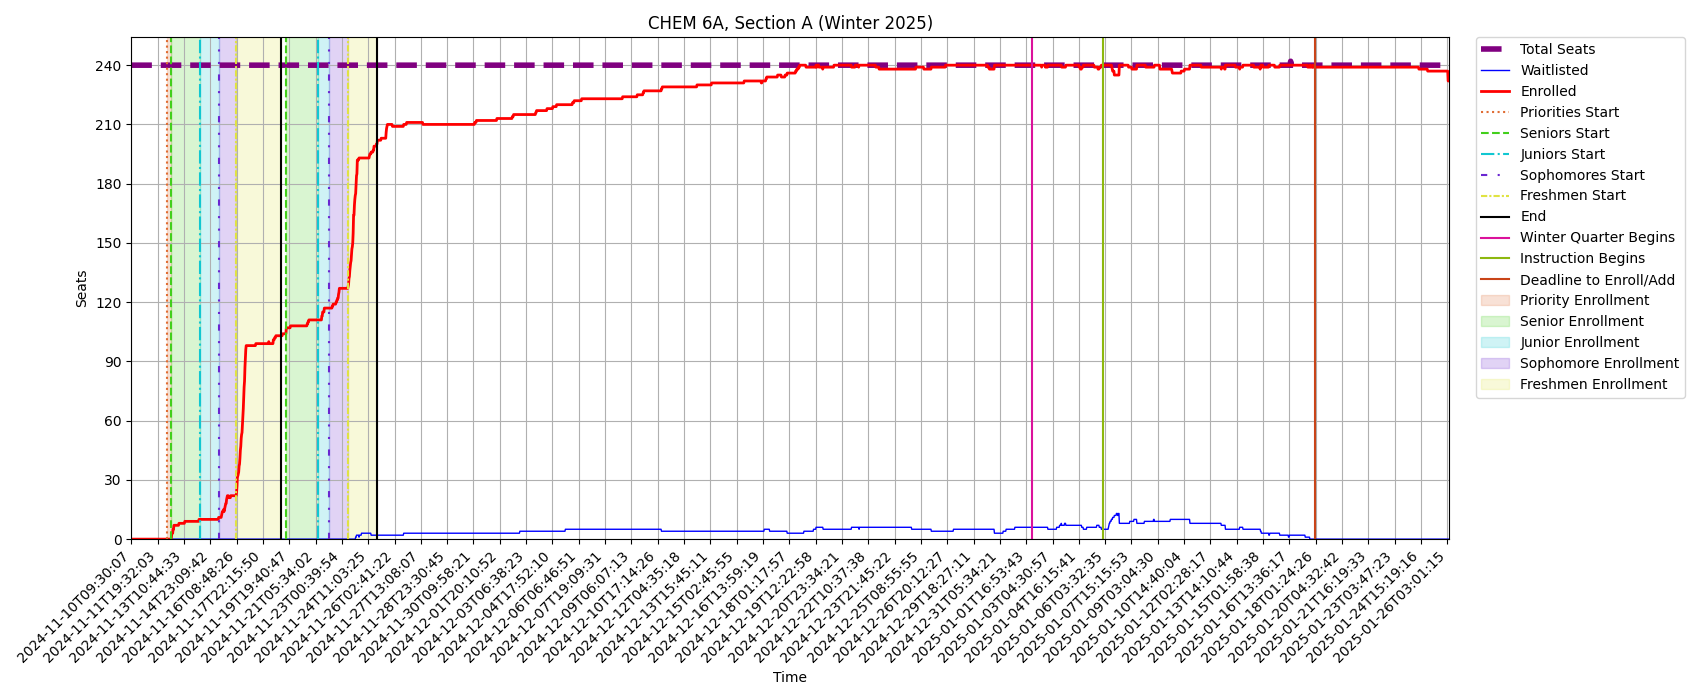 CHEM 6A, Section A (Winter 2025)
Seats
240
210
180
150
120
90
60
30
0
2024-11-10T09:30:07
2024-11-11T19:32:03
2024-11-13T10:44:33
2024-11-14T23:09:42
2024-11-16T08:48:26
2024-11-17T22:15:50
2024-11-19T19:40:47
2024-11-21T05:34:02
2024-11-23T00:39:54
2024-11-24T11:03:25
2024-11-26T02:41:22
2024-11-27T13:08:07
2024-11-28T23:30:45
2024-11-30T09:58:21
2024-12-01T20:10:52
2024-12-03T06:38:23
2024-12-04T17:52:10
2024-12-06T06:46:51
2024-12-07T19:09:31
2024-12-09T06:07:13
2024-12-10T17:14:26
2024-12-12T04:35:18
2024-12-13T15:45:11
2024-12-15T02:45:55
2024-12-16T13:59:19
2024-12-18T01:17:57
2024-12-19T12:22:58
2024-12-20T23:34:21
2024-12-22T10:37:38
2024-12-23T21:45:22
2024-12-25T08:55:55
2024-12-26T20:12:27
2024-12-29T18:27:11
2024-12-31T05:34:21
2025-01-01T16:53:43
2025-01-03T04:30:57
2025-01-04T16:15:41
2025-01-06T03:32:35
2025-01-07T15:15:53
2025-01-09T03:04:30
2025-01-10T14:40:04
2025-01-12T02:28:17
2025-01-13T14:10:44
2025-01-15T01:58:38
2025-01-16T13:36:17
2025-01-18T01:24:26
2025-01-20T04:32:42
2025-01-21T16:19:33
2025-01-23T03:47:23
2025-01-24T15:19:16
2025-01-26T03:01:15
Time
Total Seats
Waitlisted
Enrolled
Priorities Start
Seniors Start
Juniors Start
Sophomores Start
Freshmen Start
End
Winter Quarter Begins
Instruction Begins
Deadline to Enroll/Add
Priority Enrollment
Senior Enrollment
Junior Enrollment
Sophomore Enrollment
Freshmen Enrollment